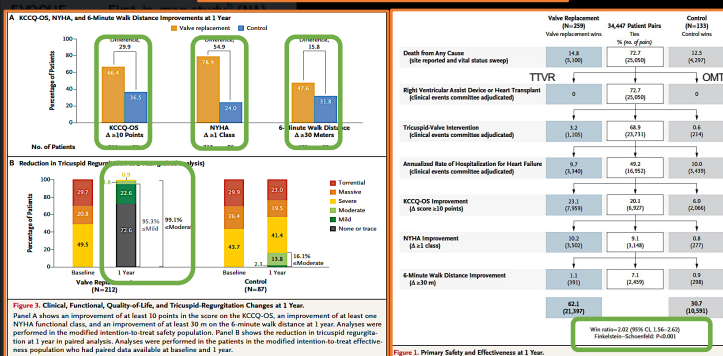 A KCCQ-OS, NYHA, and 6-Minute Walk Distance Improvements at 1 Year
Valve replacement
Control
Percentage of Patients
100
80
60
40
20
0
Difference,
29.9
66.4
36.5
KCCQ-OS
Δ ≥10 Points
Difference,
54.9
78.9
24.0
NYHA
Δ ≥1 Class
Difference,
15.8
47.6
31.8
6-Minute Walk Distance
Δ ≥30 Meters
No. of Patients
B Reduction in Tricuspid Regurgitation
Percentage of Patients
100
80
60
40
20
0
29.7
20.8
49.5
Baseline
0.9
22.6
72.6
1 Year
95.3%
≤Mild
99.1%
≤Moderate
Valve Replacement
(N=212)
29.9
26.4
43.7
Baseline
23.0
19.5
41.4
13.8
2.3
1 Year
16.1%
≤Moderate
Control
(N=87)
Torrential
Massive
Severe
Moderate
Mild
None or trace
Figure 3. Clinical, Functional, Quality-of-Life, and Tricuspid-Regurgitation Changes at 1 Year.
Panel A shows an improvement of at least 10 points in the score on the KCCQ-OS, an improvement of at least one
NYHA functional class, and an improvement of at least 30 m on the 6-minute walk distance at 1 year. Analyses were
performed in the modified intention-to-treat safety population. Panel B shows the reduction in tricuspid regurgita-
tion at 1 year in paired analysis. Analyses were performed in the patients in the modified intention-to-treat effective-
ness population who had paired data available at baseline and 1 year.
Valve Replacement
(N=259)
Valve replacement wins
34,447 Patient Pairs
Ties
% (no. of pairs)
Control
(N=133)
Control wins
TTVR
OMT
Death from Any Cause
(site reported and vital status sweep)
14.8
(5,100)
72.7
(25,050)
12.5
(4,297)
Right Ventricular Assist Device or Heart Transplant
(clinical events committee adjudicated)
0
72.7
(25,050)
0
Tricuspid-Valve Intervention
(clinical events committee adjudicated)
3.2
(1,105)
68.9
(23,731)
0.6
(214)
Annualized Rate of Hospitalization for Heart Failure
(clinical events committee adjudicated)
9.7
(3,340)
49.2
(16,952)
10.0
(3,439)
KCCQ-OS Improvement
(Δ score ≥10 points)
23.1
(7,959)
20.1
(6,927)
6.0
(2,066)
NYHA Improvement
(Δ ≥1 class)
10.2
(3,502)
9.1
(3,148)
0.8
(277)
6-Minute Walk Distance Improvement
(Δ ≥30 m)
1.1
(391)
7.1
(2,459)
0.9
(298)
62.1
(21,397)
30.7
(10,591)
Win ratio=2.02 (95% CI, 1.56–2.62)
Finkelstein–Schoenfeld: P<0.001
Figure 1. Primary Safety and Effectiveness at 1 Year.